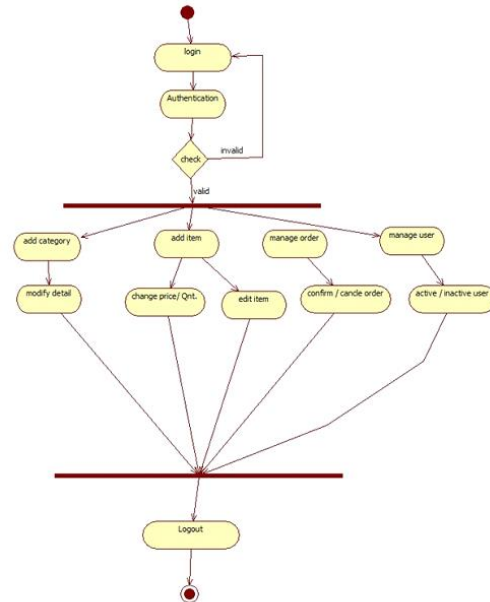 login
Authentication
check
invalid
valid
add category
add item
manage order
manage user
modify detail
change price/ Qnt.
edit item
confirm / cancle order
active / inactive user
Logout